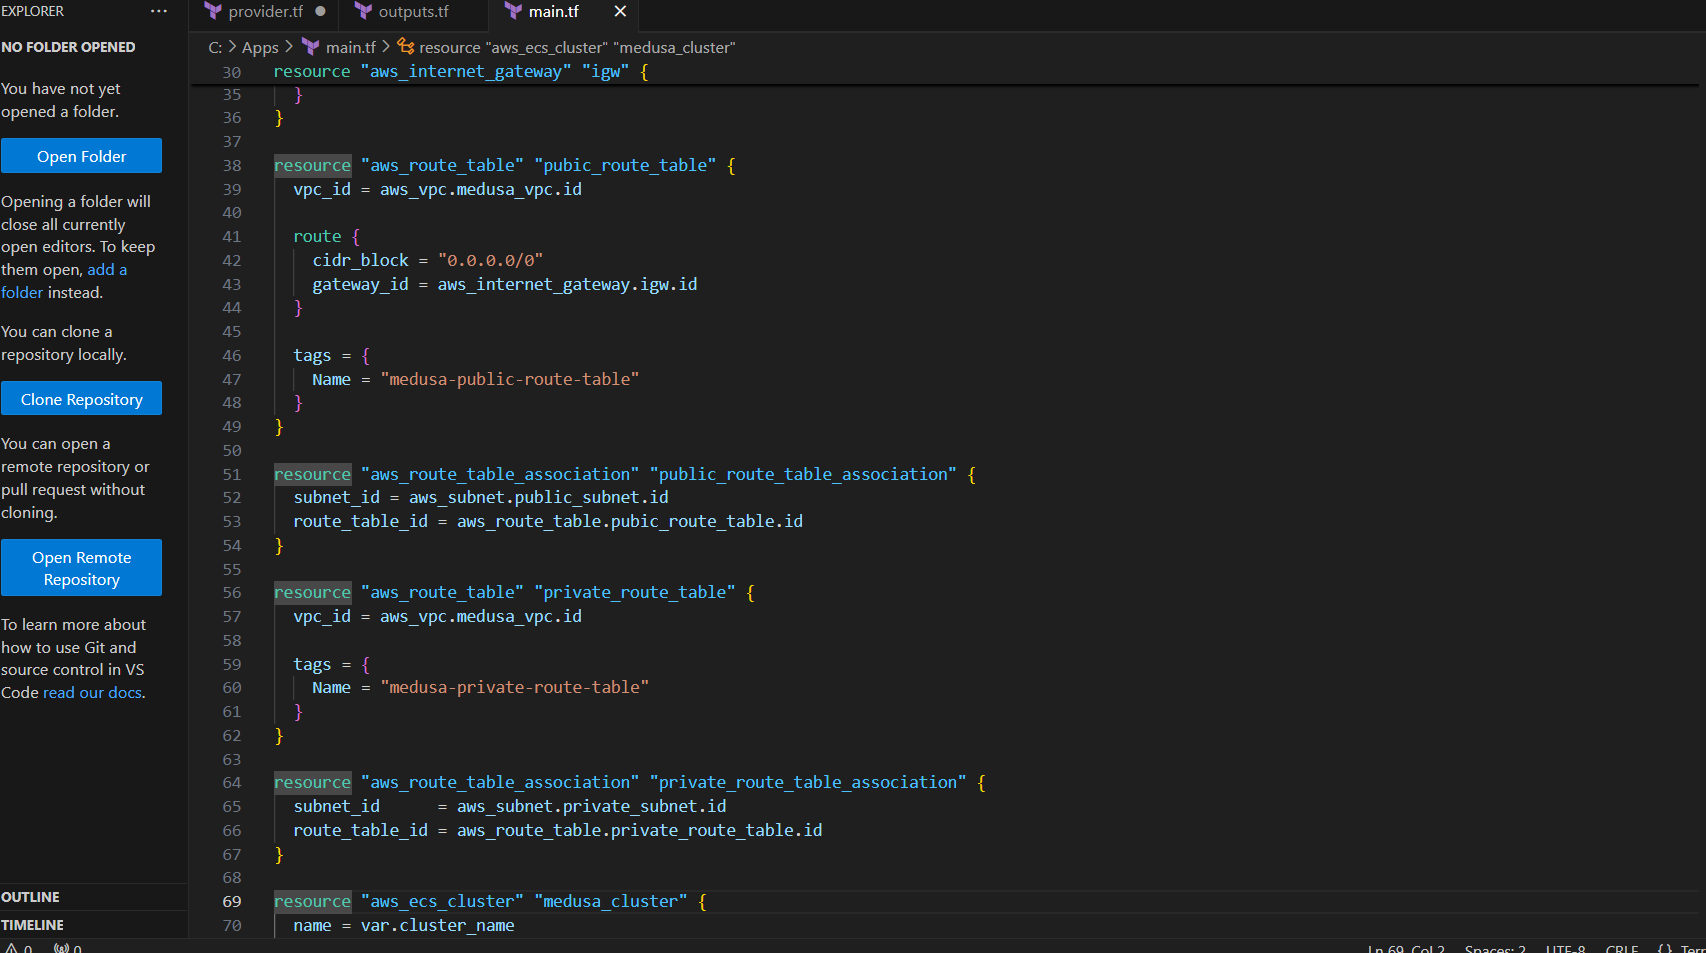 EXPLORER
···
NO FOLDER OPENED
You have not yet
opened a folder.
Open Folder
Opening a folder will
close all currently
open editors. To keep
them open, add a
folder instead.
You can clone a
repository locally.
Clone Repository
You can open a
remote repository or
pull request without
cloning.
Open Remote
Repository
To learn more about
how to use Git and
source control in VS
Code read our docs.
OUTLINE
TIMELINE
provider.tf
outputs.tf
main.tf
C: > Apps > main.tf > resource "aws_ecs_cluster" "medusa_cluster"
30 resource "aws_internet_gateway" "igw" {
35   }
36 }
37
38 resource "aws_route_table" "pubic_route_table" {
39   vpc_id = aws_vpc.medusa_vpc.id
40
41   route {
42     cidr_block = "0.0.0.0/0"
43     gateway_id = aws_internet_gateway.igw.id
44   }
45
46   tags = {
47     Name = "medusa-public-route-table"
48   }
49 }
50
51 resource "aws_route_table_association" "public_route_table_association" {
52   subnet_id = aws_subnet.public_subnet.id
53   route_table_id = aws_route_table.pubic_route_table.id
54 }
55
56 resource "aws_route_table" "private_route_table" {
57   vpc_id = aws_vpc.medusa_vpc.id
58
59   tags = {
60     Name = "medusa-private-route-table"
61   }
62 }
63
64 resource "aws_route_table_association" "private_route_table_association" {
65   subnet_id      = aws_subnet.private_subnet.id
66   route_table_id = aws_route_table.private_route_table.id
67 }
68
69 resource "aws_ecs_cluster" "medusa_cluster" {
70   name = var.cluster_name
0 0 Ln 69, Col 2 Spaces: 2 UTF-8 CRLF {} Terr